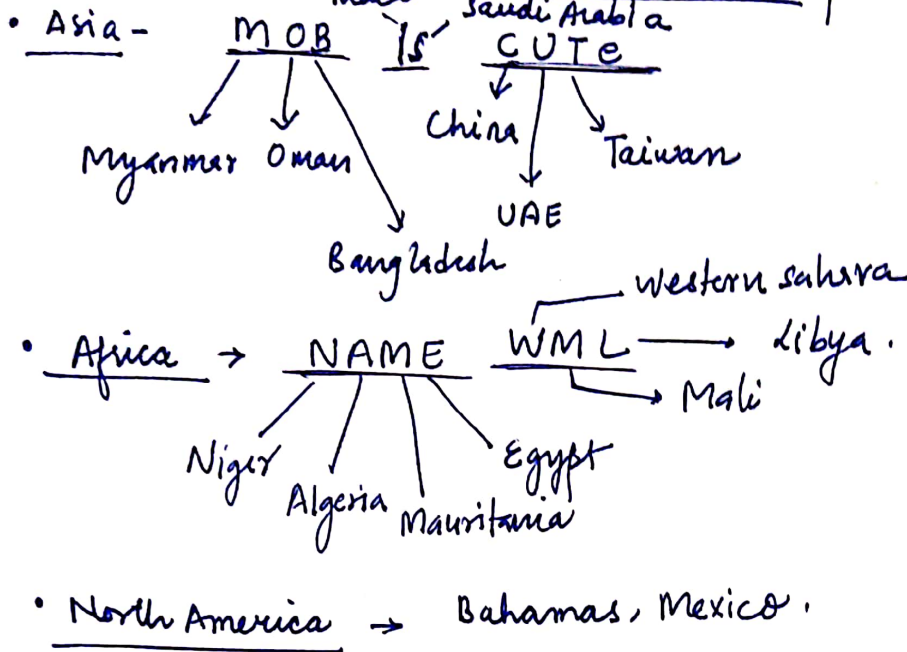 Saudi Arabia
• Asia - MOB Is CUTe
China
Myanmar Oman Taiwan
UAE
Bangladesh
Western sahara
• Africa → NAME WML → Libya.
Mali
Niger Egypt
Algeria Mauritania
• North America → Bahamas, Mexico.